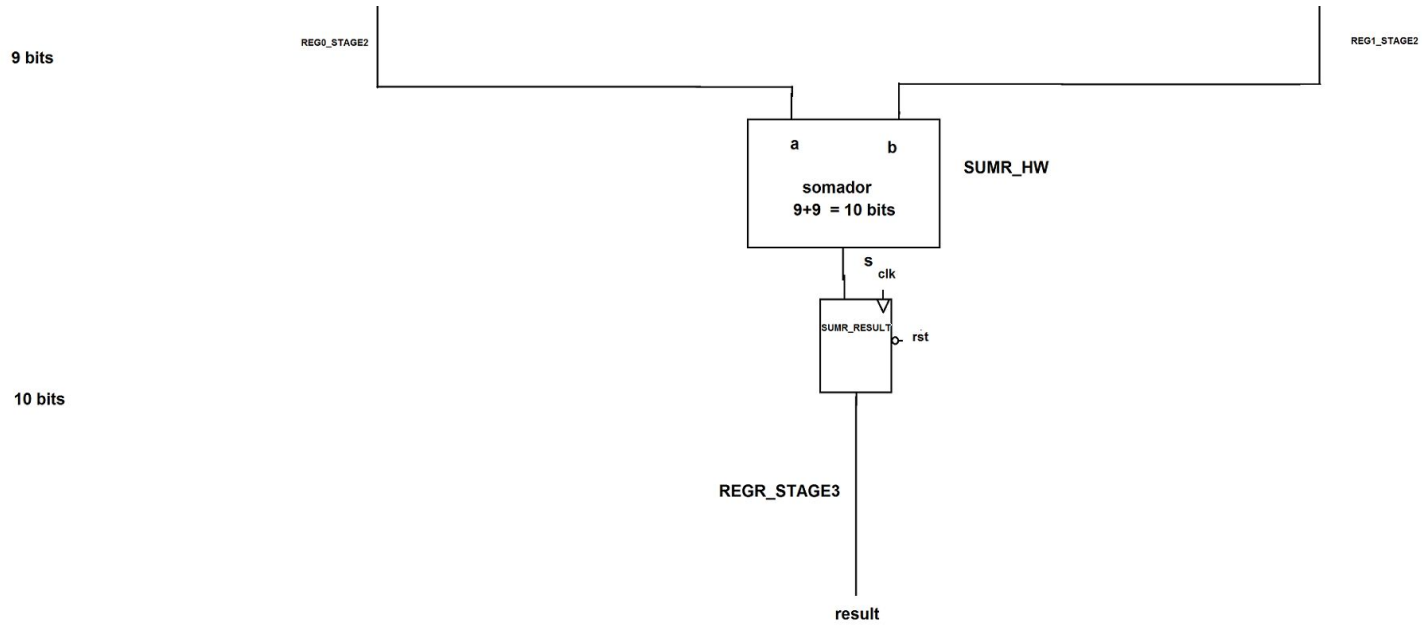 REG0_STAGE2
REG1_STAGE2
9 bits
a
b
SUMR_HW
somador
9+9 = 10 bits
s
clk
SUMR_RESULT
rst
10 bits
REGR_STAGE3
result